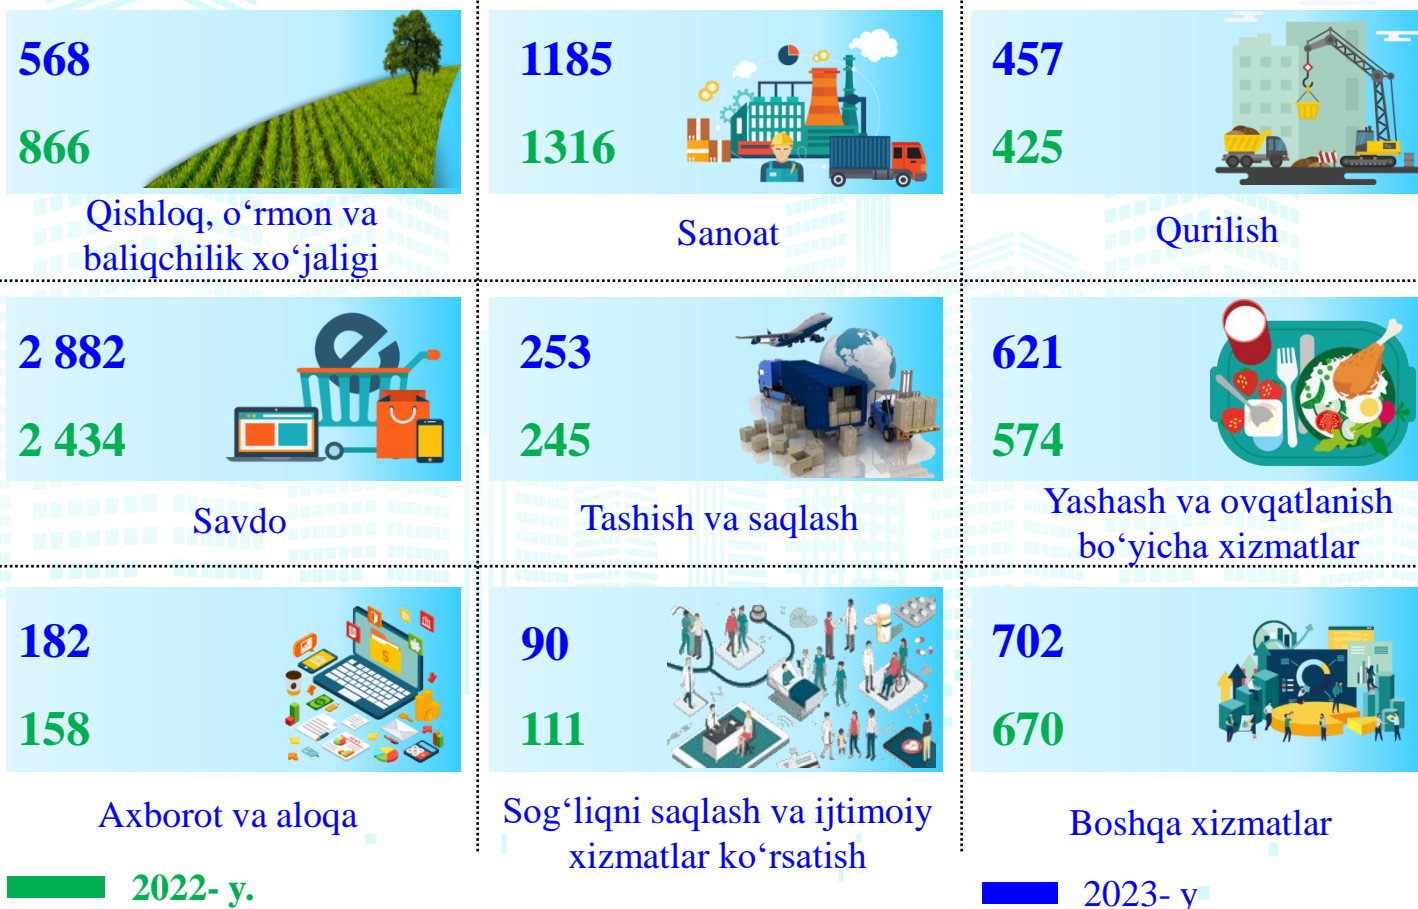 568
866
Qishloq, o‘rmon va
baliqchilik xo‘jaligi
1185
1316
Sanoat
457
425
Qurilish
2 882
2 434
Savdo
253
245
Tashish va saqlash
621
574
Yashash va ovqatlanish
bo‘yicha xizmatlar
182
158
Axborot va aloqa
90
111
Sog‘liqni saqlash va ijtimoiy
xizmatlar ko‘rsatish
702
670
Boshqa xizmatlar
2022- y.
2023- y